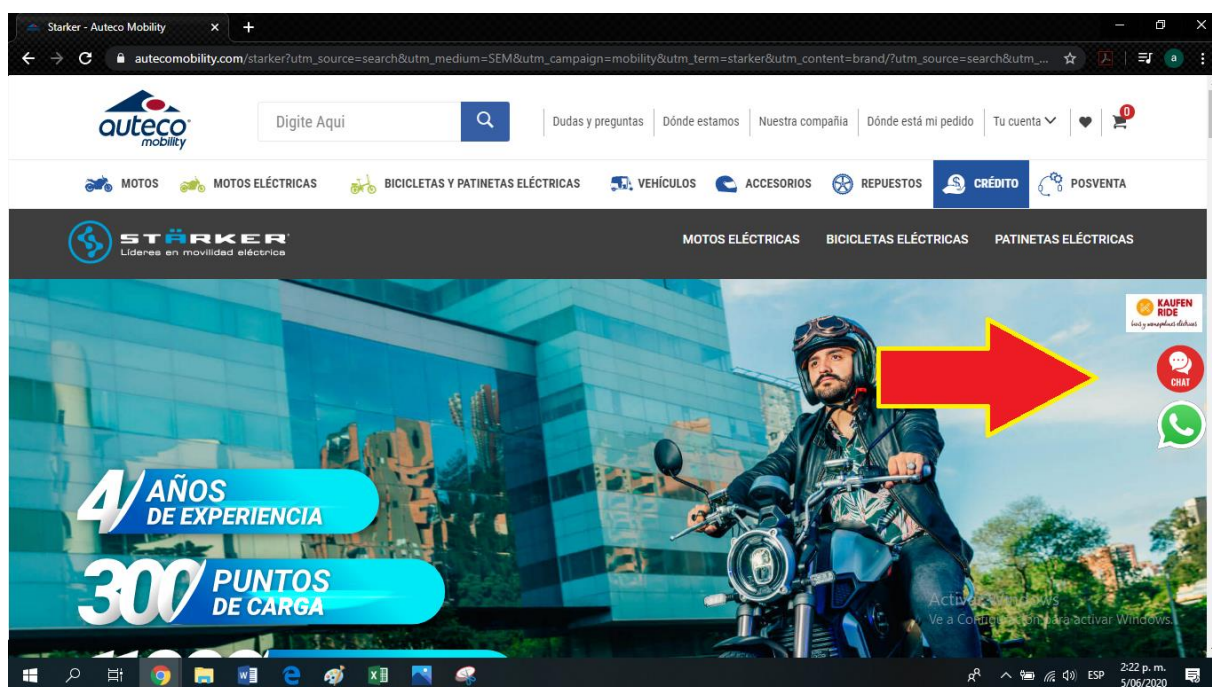 Starker - Auteco Mobility
autecomobility.com/starker?utm_source=search&utm_medium=SEM&utm_campaign=mobility&utm_term=starker&utm_content=brand/?utm_source=search&utm_...
a
auteco
mobility
Digite Aqui
Dudas y preguntas
Dónde estamos
Nuestra compañia
Dónde está mi pedido
Tu cuenta
0
MOTOS
MOTOS ELÉCTRICAS
BICICLETAS Y PATINETAS ELÉCTRICAS
VEHÍCULOS
ACCESORIOS
REPUESTOS
CRÉDITO
POSVENTA
STÄRKER
Líderes en movilidad eléctrica
MOTOS ELÉCTRICAS
BICICLETAS ELÉCTRICAS
PATINETAS ELÉCTRICAS
KAUFEN
RIDE
CHAT
4 AÑOS
DE EXPERIENCIA
300 PUNTOS
DE CARGA
Activar Windows
Ve a Configuración para activar Windows.
ESP
2:22 p. m.
5/06/2020